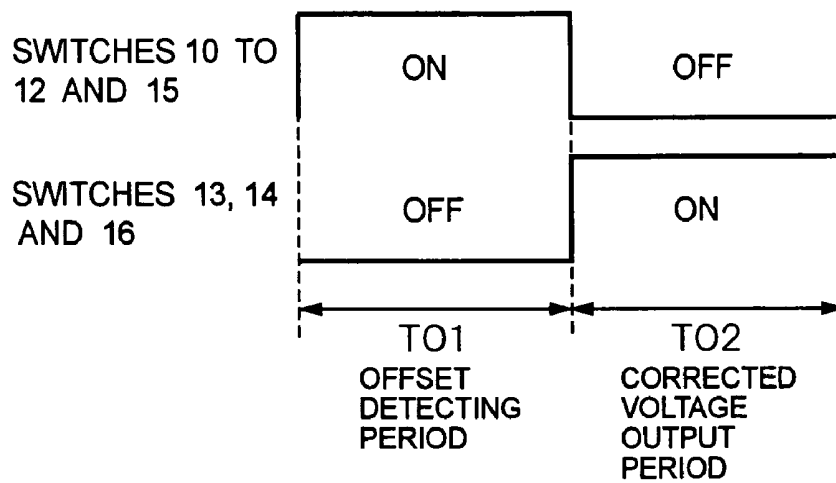 SWITCHES 10 TO
12 AND 15
ON
OFF
SWITCHES 13, 14
AND 16
OFF
ON
TO1
TO2
OFFSET
DETECTING
PERIOD
CORRECTED
VOLTAGE
OUTPUT
PERIOD